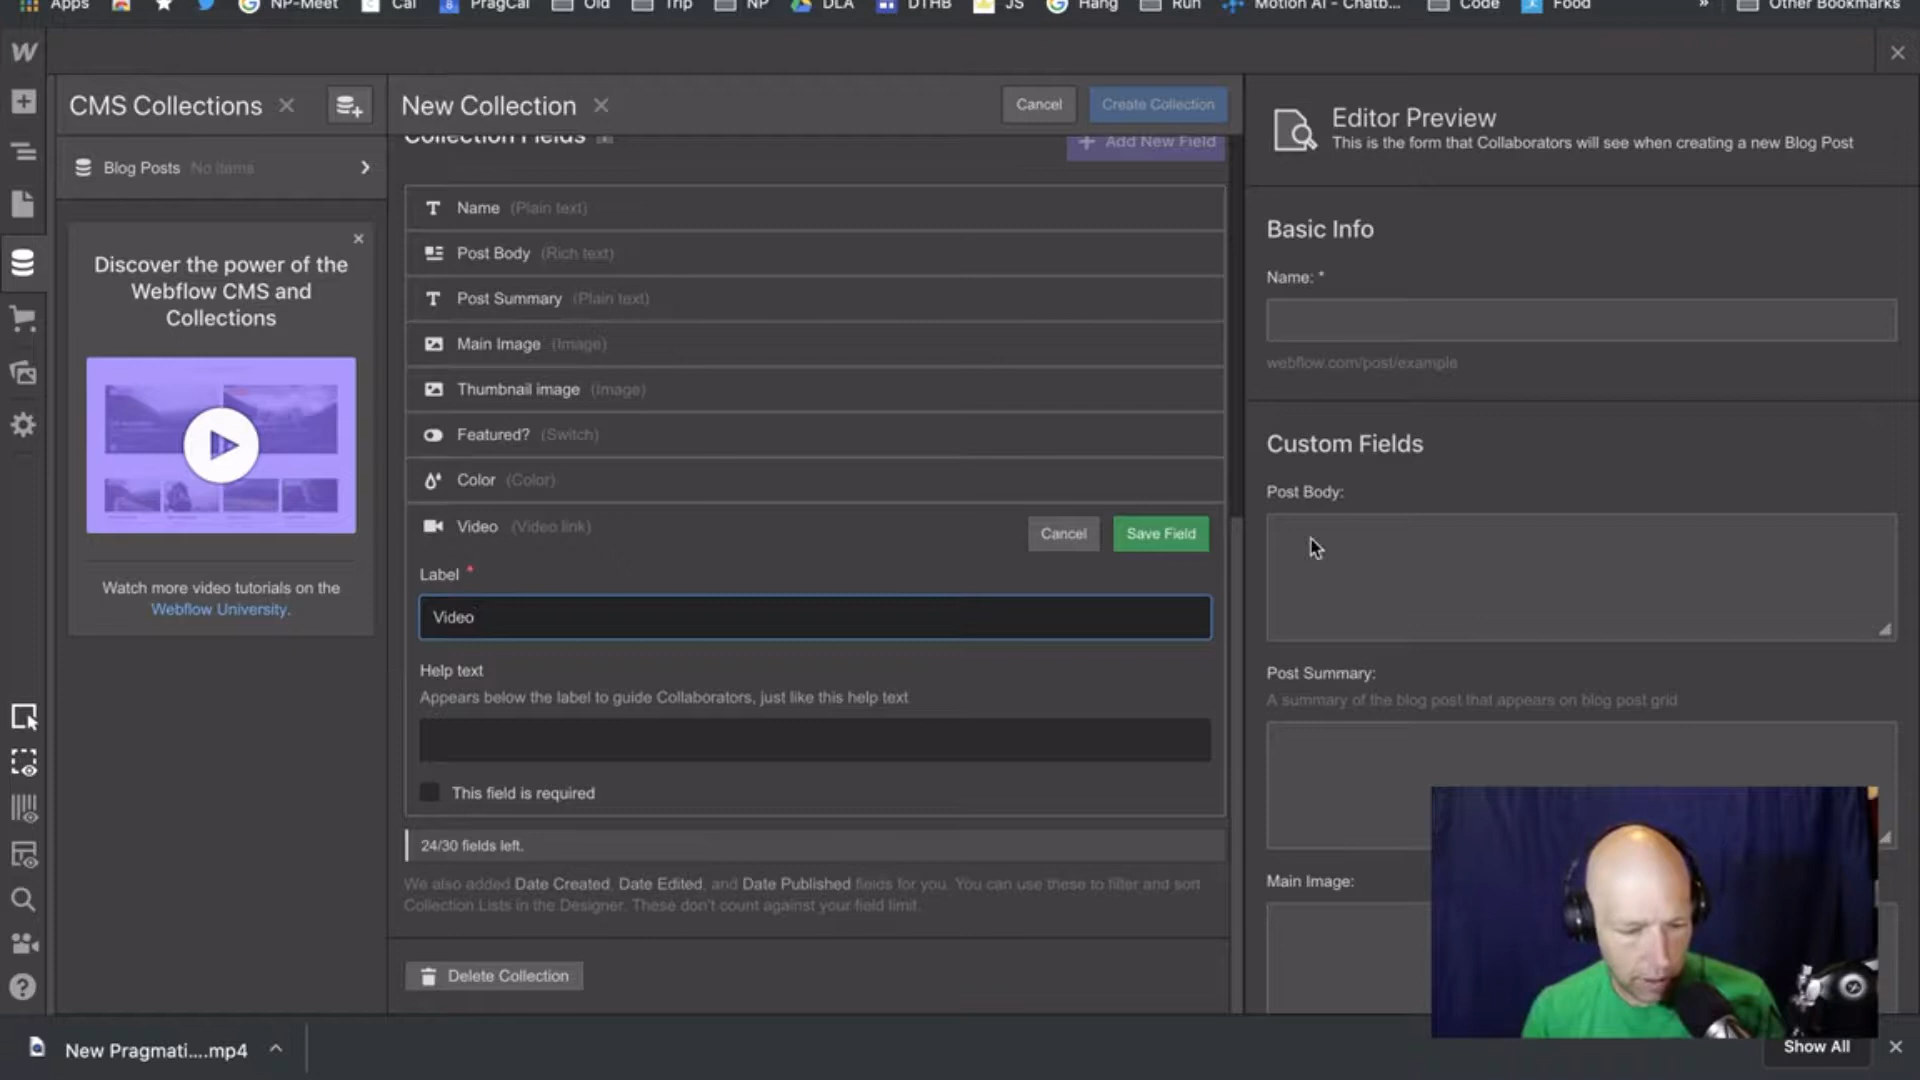 Apps
NP-Meet
Cal
PragCal
Old
Trip
NP
DLA
DTHB
JS
Hang
Run
Motion AI - Chatb...
Code
Food
»
Other Bookmarks
CMS Collections
New Collection
Cancel
Create Collection
Editor Preview
This is the form that Collaborators will see when creating a new Blog Post
Collection Fields
Add New Field
Blog Posts No items
Discover the power of the
Webflow CMS and
Collections
Watch more video tutorials on the
Webflow University.
Name (Plain text)
Post Body (Rich text)
Post Summary (Plain text)
Main Image (Image)
Thumbnail image (Image)
Featured? (Switch)
Color (Color)
Video (Video link)
Cancel
Save Field
Label *
Video
Help text
Appears below the label to guide Collaborators, just like this help text
This field is required
24/30 fields left.
We also added Date Created, Date Edited, and Date Published fields for you. You can use these to filter and sort
Collection Lists in the Designer. These don't count against your field limit.
Delete Collection
Basic Info
Name: *
webflow.com/post/example
Custom Fields
Post Body:
Post Summary:
A summary of the blog post that appears on blog post grid
Main Image:
New Pragmati....mp4
Show All